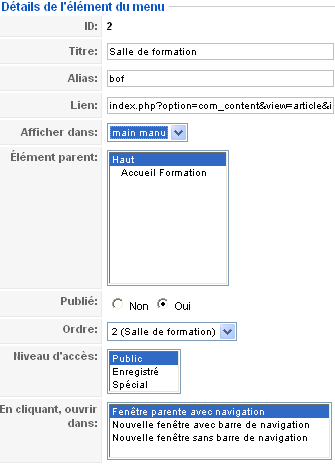 Détails de l'élément du menu
ID: 2
Titre: Salle de formation
Alias: bof
Lien: index.php?option=com_content&view=article&i
Afficher dans: main manu
Élément parent: Haut
Accueil Formation
Publié: Non Oui
Ordre: 2 (Salle de formation)
Niveau d'accès: Public
Enregistré
Spécial
En cliquant, ouvrir dans: Fenêtre parente avec navigation
Nouvelle fenêtre avec barre de navigation
Nouvelle fenêtre sans barre de navigation